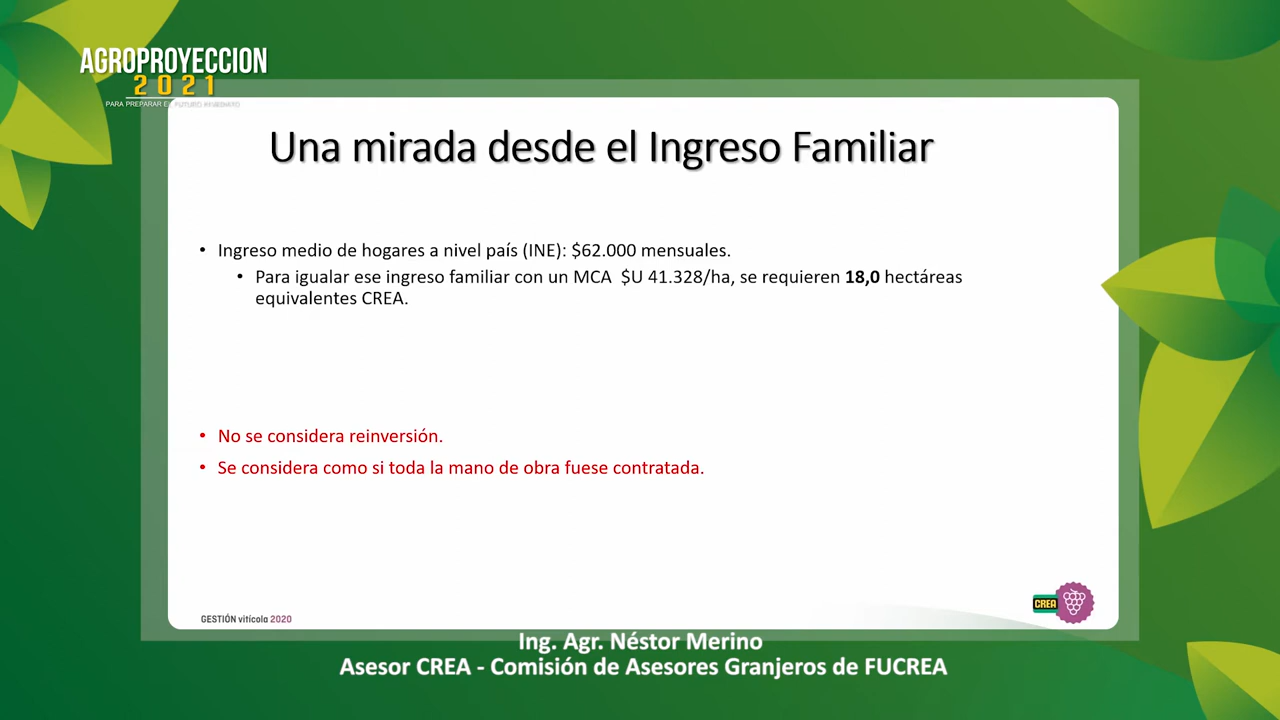 AGROPROYECCION
2021
PARA PREPARAR EL FUTURO INMEDIATO
Una mirada desde el Ingreso Familiar
• Ingreso medio de hogares a nivel país (INE): $62.000 mensuales.
• Para igualar ese ingreso familiar con un MCA $U 41.328/ha, se requieren 18,0 hectáreas
equivalentes CREA.
• No se considera reinversión.
• Se considera como si toda la mano de obra fuese contratada.
GESTIÓN vitícola 2020
CREA
Ing. Agr. Néstor Merino
Asesor CREA - Comisión de Asesores Granjeros de FUCREA